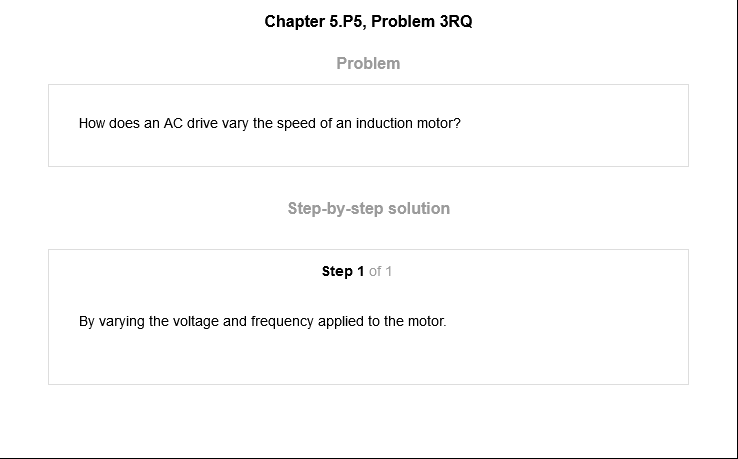 Chapter 5.P5, Problem 3RQ
Problem
How does an AC drive vary the speed of an induction motor?
Step-by-step solution
Step 1 of 1
By varying the voltage and frequency applied to the motor.